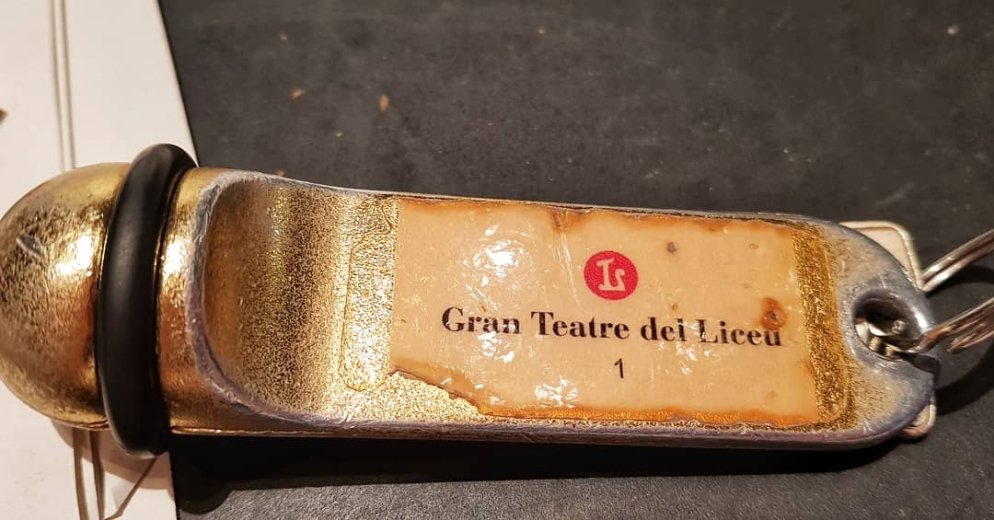 Gran Teatre del Liceu
1